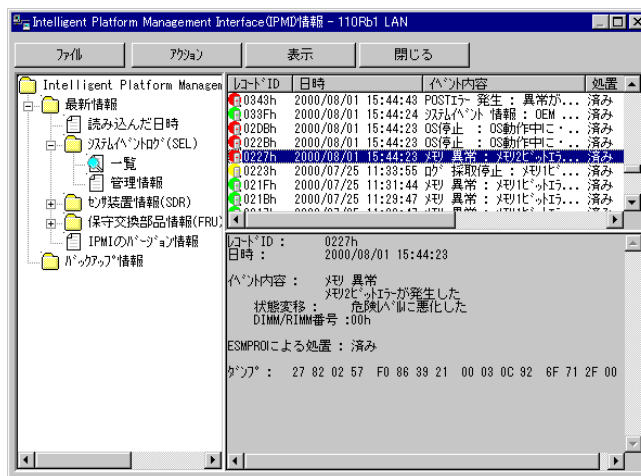 Intelligent Platform Management Interface(IPMI)情報 - 110Rb1 LAN
ﾌｧｲﾙ ｱｸｼｮﾝ 表示 閉じる
Intelligent Platform Managem
最新情報
読み込んだ日時
ｼｽﾃﾑｲﾍﾞﾝﾄﾛｸﾞ(SEL)
一覧
管理情報
ｾﾝｻ装置情報(SDR)
保守交換部品情報(FRU)
IPMIのﾊﾞｰｼﾞｮﾝ情報
ﾊﾞｯｸｱｯﾌﾟ情報
ﾚｺｰﾄﾞID 日時 ｲﾍﾞﾝﾄ内容 処置
0343h 2000/08/01 15:44:43 POSTｴﾗｰ 発生 : 異常が... 済み
033Fh 2000/08/01 15:44:24 ｼｽﾃﾑｲﾍﾞﾝﾄ 情報 : OEM ... 済み
02DBh 2000/08/01 15:44:23 OS停止 : OS動作中に・... 済み
022Bh 2000/08/01 15:44:23 OS停止 : OS動作中に・... 済み
0227h 2000/08/01 15:44:23 ﾒﾓﾘ 異常 : ﾒﾓﾘ2ﾋﾞｯﾄｴﾗ... 済み
0223h 2000/07/25 11:33:55 ﾛｸﾞ 採取停止 : ﾒﾓﾘ1ﾋﾞ... 済み
021Fh 2000/07/25 11:31:44 ﾒﾓﾘ 異常 : ﾒﾓﾘ1ﾋﾞｯﾄｴﾗ... 済み
021Bh 2000/07/25 11:29:47 ﾒﾓﾘ 異常 : ﾒﾓﾘ1ﾋﾞｯﾄｴﾗ... 済み
ﾚｺｰﾄﾞID : 0227h
日時 : 2000/08/01 15:44:23
ｲﾍﾞﾝﾄ内容 : ﾒﾓﾘ 異常
ﾒﾓﾘ2ﾋﾞｯﾄｴﾗｰが発生した
状態変移 : 危険ﾚﾍﾞﾙに悪化した
DIMM/RIMM番号 :00h
ESMPROによる処置 : 済み
ﾀﾞﾝﾌﾟ : 27 82 02 57 F0 86 39 21 00 03 0C 92 6F 71 2F 00